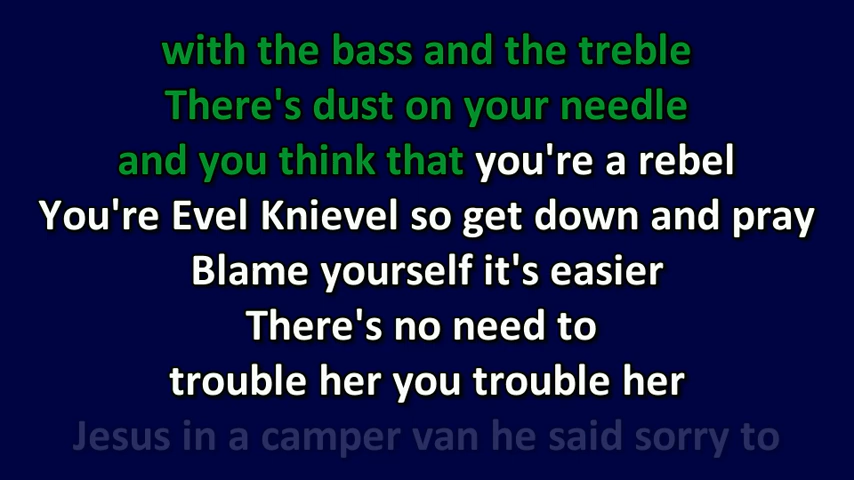 with the bass and the treble
There's dust on your needle
and you think that you're a rebel
You're Evel Knievel so get down and pray
Blame yourself it's easier
There's no need to
trouble her you trouble her
Jesus in a camper van he said sorry to